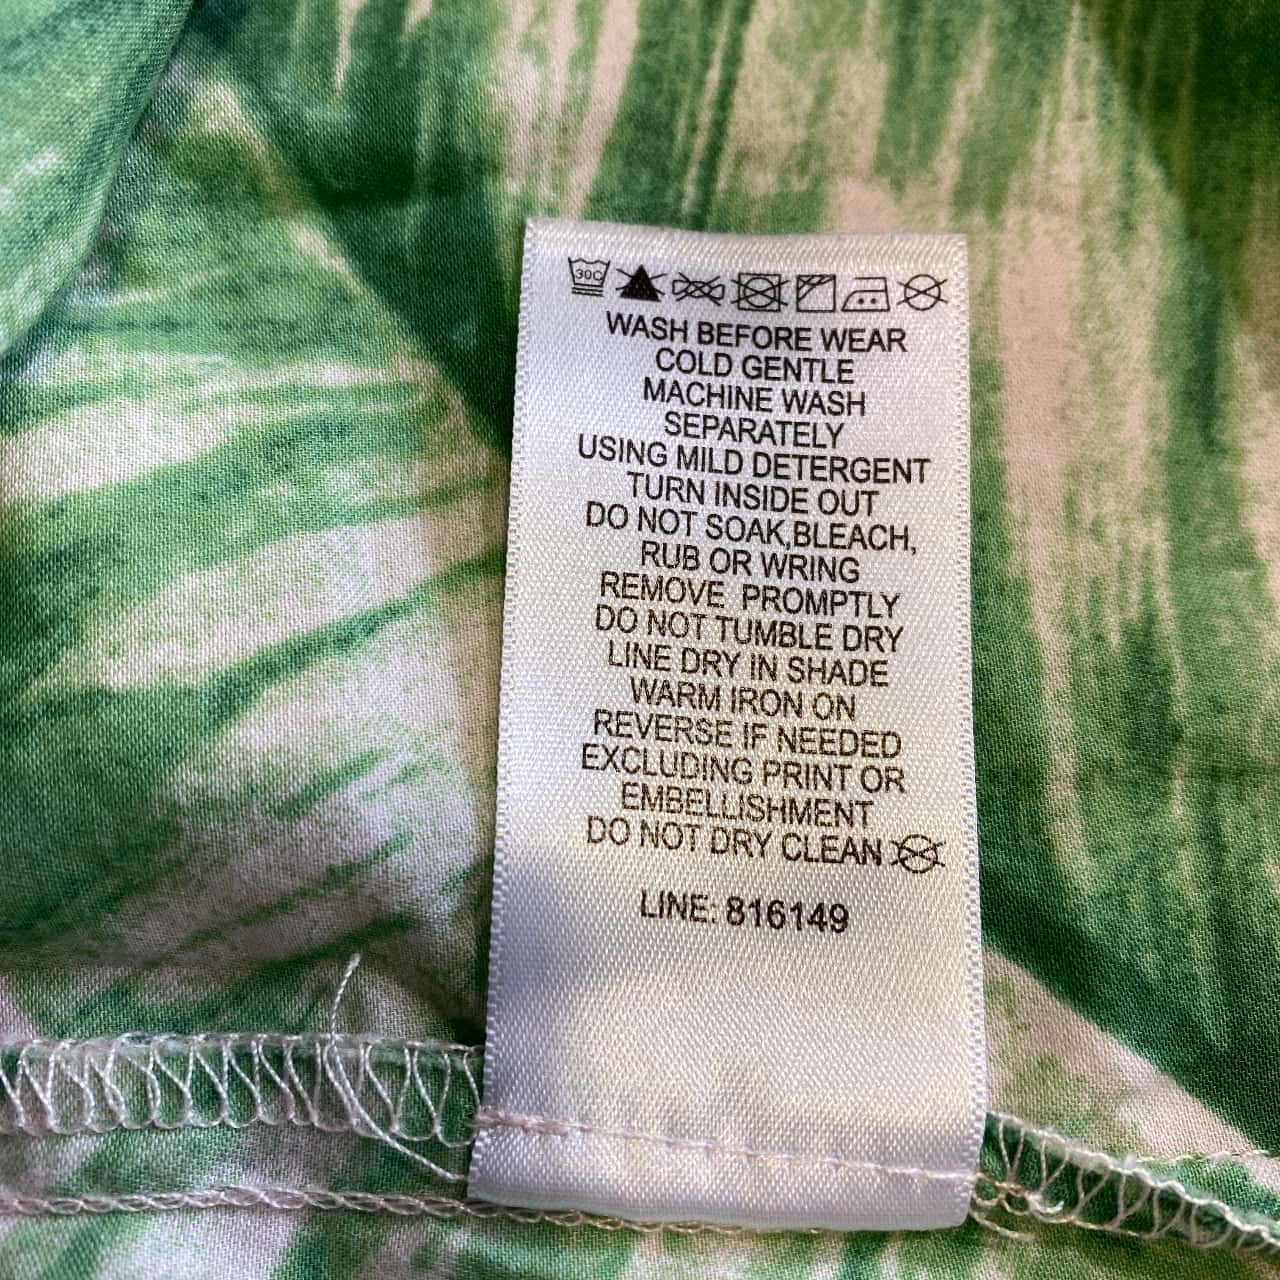 30C
WASH BEFORE WEAR
COLD GENTLE
MACHINE WASH
SEPARATELY
USING MILD DETERGENT
TURN INSIDE OUT
DO NOT SOAK,BLEACH,
RUB OR WRING
REMOVE PROMPTLY
DO NOT TUMBLE DRY
LINE DRY IN SHADE
WARM IRON ON
REVERSE IF NEEDED
EXCLUDING PRINT OR
EMBELLISHMENT
DO NOT DRY CLEAN
LINE: 816149